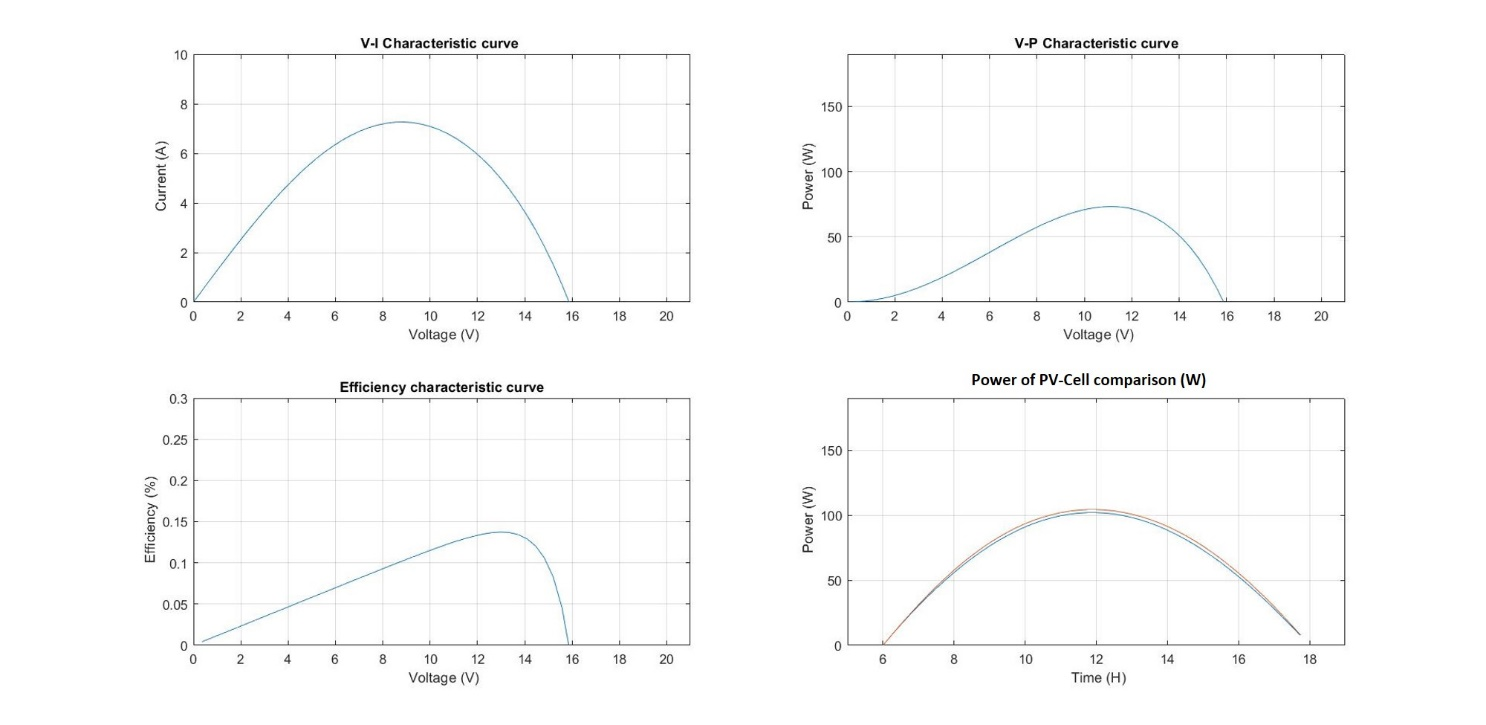 V-I Characteristic curve
10
8
6
4
2
0
Current (A)
0 2 4 6 8 10 12 14 16 18 20
Voltage (V)
V-P Characteristic curve
150
100
50
0
Power (W)
0 2 4 6 8 10 12 14 16 18 20
Voltage (V)
Efficiency characteristic curve
0.3
0.25
0.2
0.15
0.1
0.05
0
Efficiency (%)
0 2 4 6 8 10 12 14 16 18 20
Voltage (V)
Power of PV-Cell comparison (W)
150
100
50
0
Power (W)
6 8 10 12 14 16 18
Time (H)